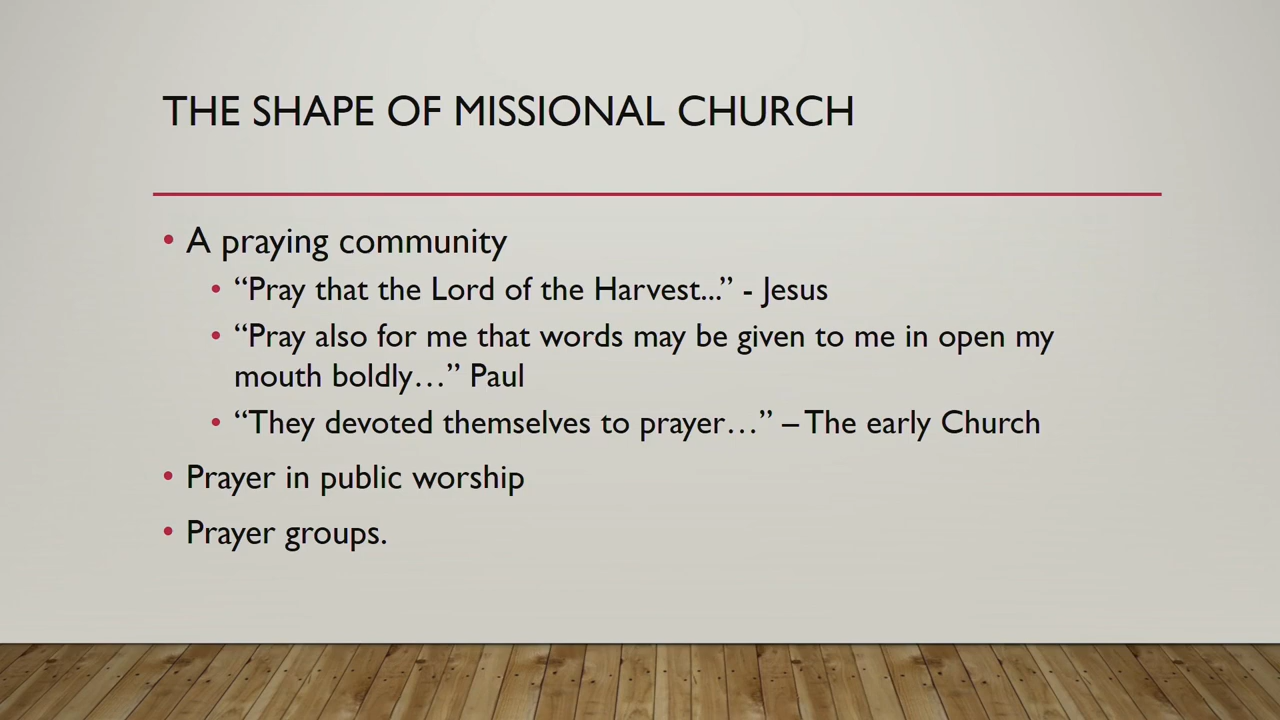 THE SHAPE OF MISSIONAL CHURCH
• A praying community
• “Pray that the Lord of the Harvest...” - Jesus
• “Pray also for me that words may be given to me in open my
mouth boldly…” Paul
• “They devoted themselves to prayer…” – The early Church
• Prayer in public worship
• Prayer groups.